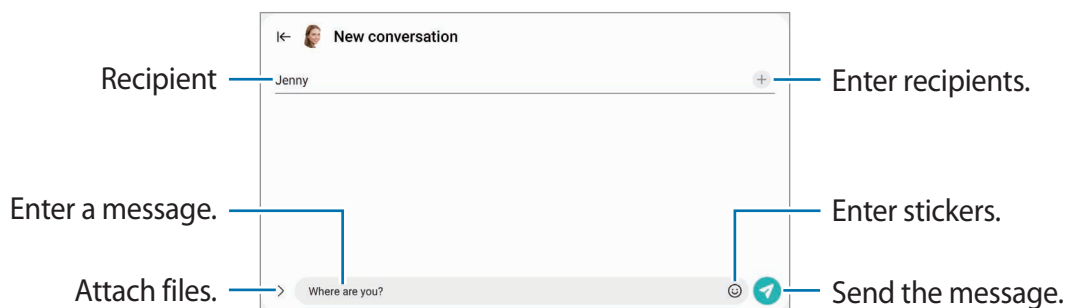 New conversation
Recipient
Jenny
Enter recipients.
Enter a message.
Enter stickers.
Attach files.
Where are you?
Send the message.